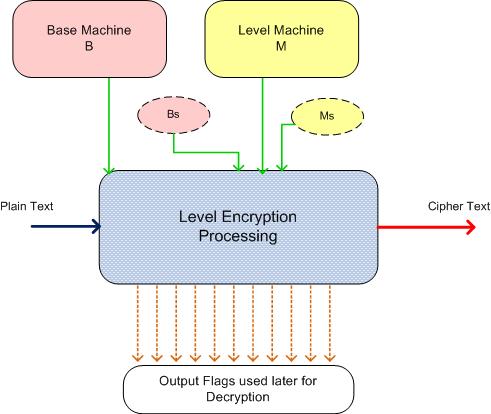 Base Machine
B
Level Machine
M
Bs
Ms
Plain Text
Level Encryption
Processing
Cipher Text
Output Flags used later for
Decryption